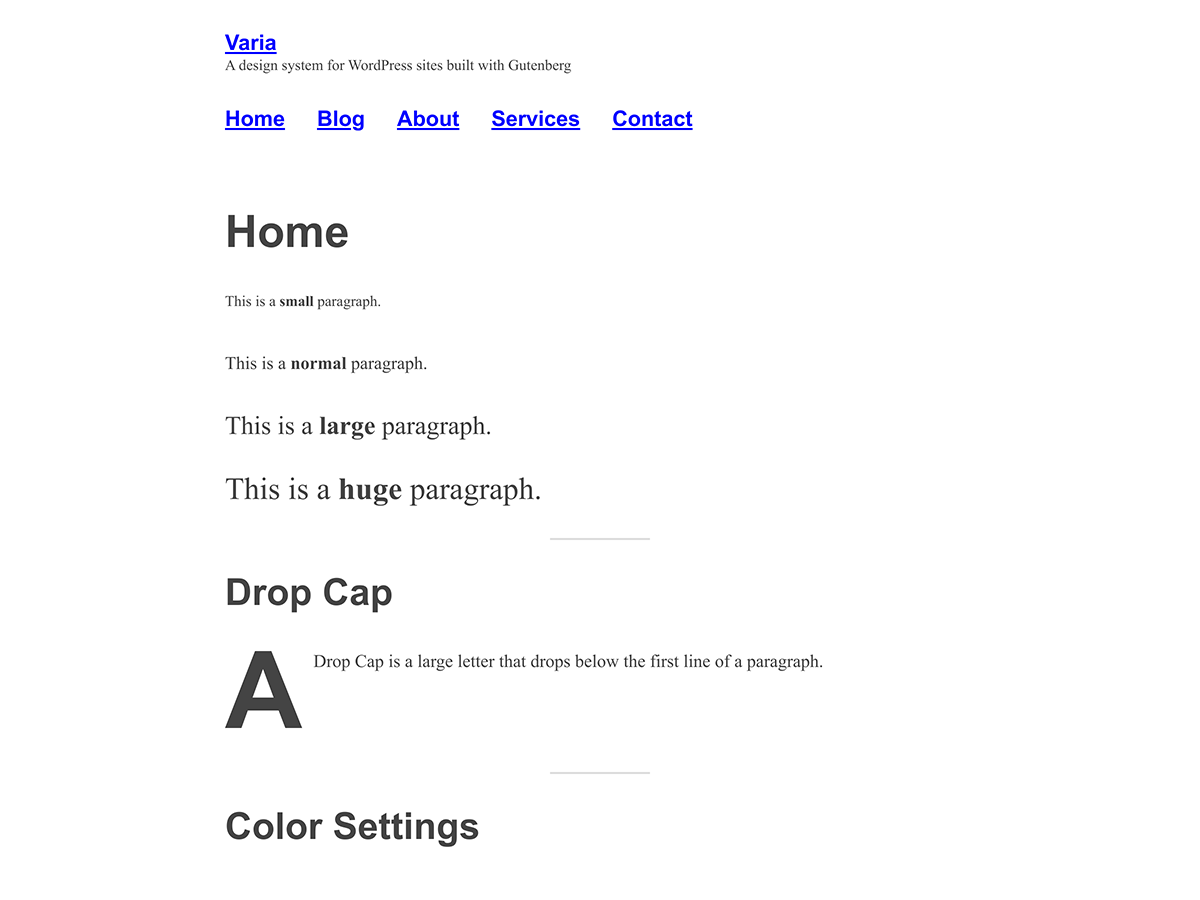 Varia
A design system for WordPress sites built with Gutenberg
Home Blog About Services Contact
Home
This is a small paragraph.
This is a normal paragraph.
This is a large paragraph.
This is a huge paragraph.
Drop Cap
A Drop Cap is a large letter that drops below the first line of a paragraph.
Color Settings